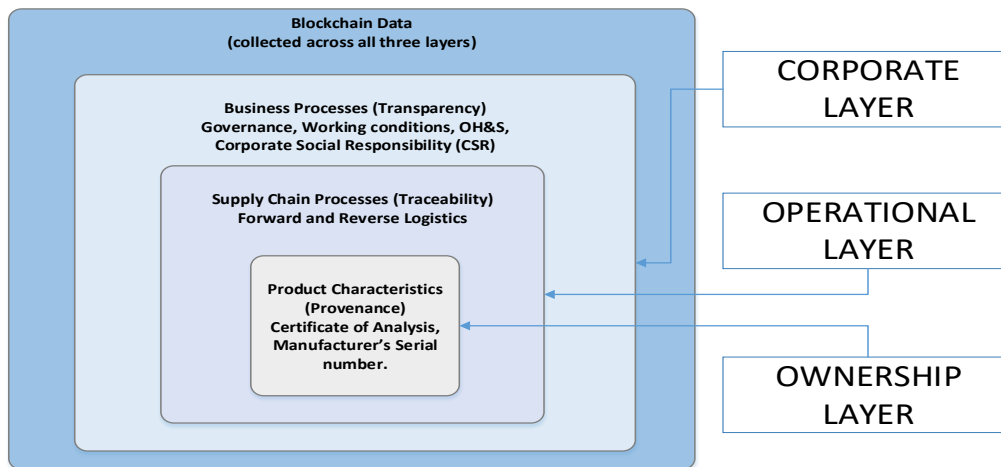 Blockchain Data
(collected across all three layers)
Business Processes (Transparency)
Governance, Working conditions, OH&S,
Corporate Social Responsibility (CSR)
Supply Chain Processes (Traceability)
Forward and Reverse Logistics
Product Characteristics
(Provenance)
Certificate of Analysis,
Manufacturer’s Serial
number.
CORPORATE
LAYER
OPERATIONAL
LAYER
OWNERSHIP
LAYER